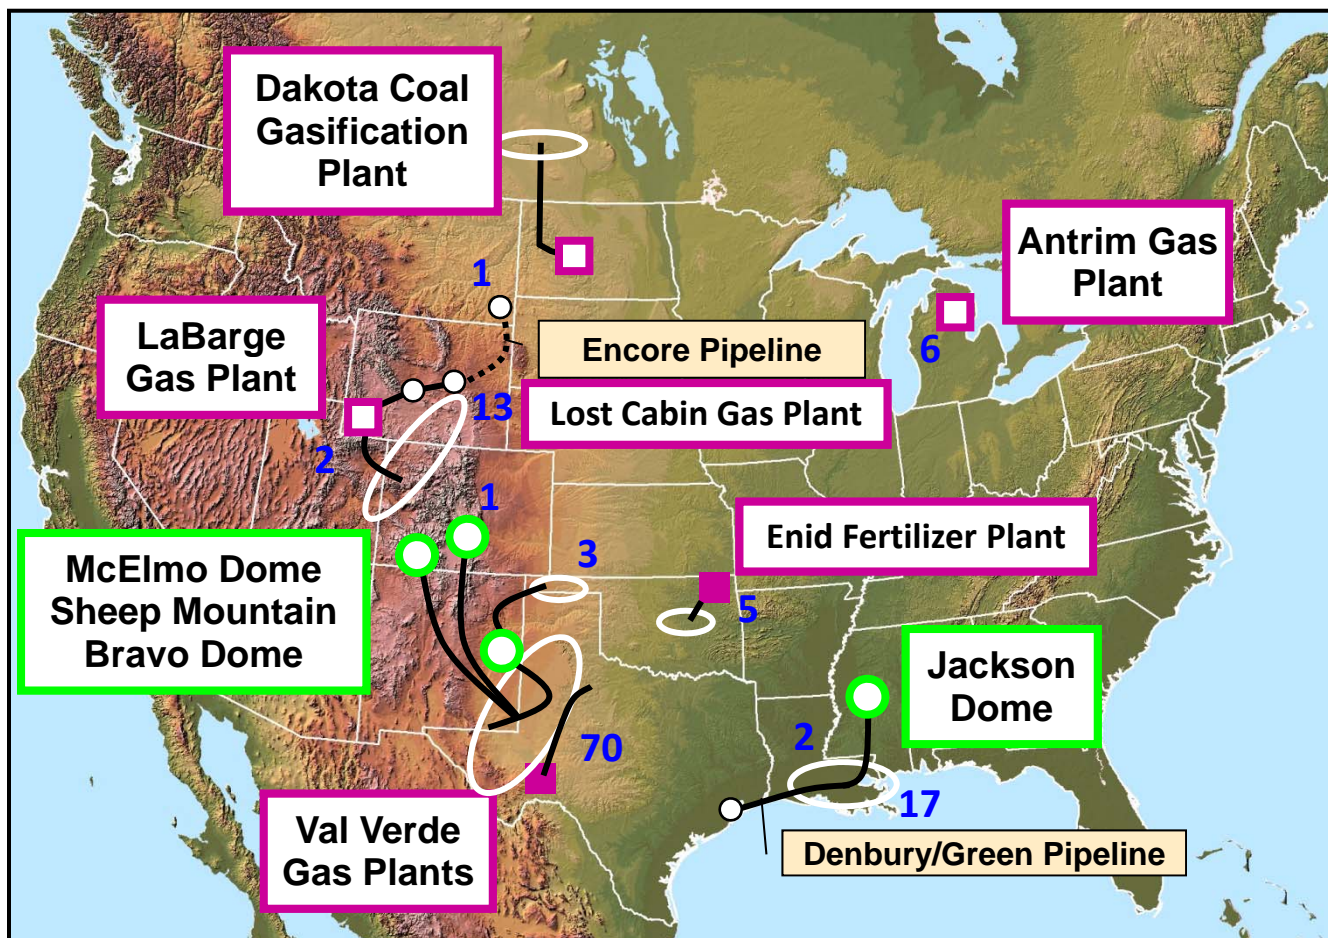 Dakota Coal
Gasification
Plant
Antrim Gas
Plant
1
LaBarge
Gas Plant
Encore Pipeline
6
13
Lost Cabin Gas Plant
2
1
Enid Fertilizer Plant
McElmo Dome
Sheep Mountain
Bravo Dome
3
5
Jackson
Dome
70
2
17
Val Verde
Gas Plants
Denbury/Green Pipeline